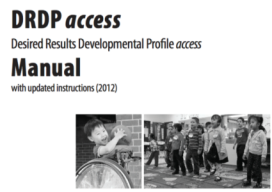 DRDP access
Desired Results Developmental Profile access
Manual
with updated instructions (2012)